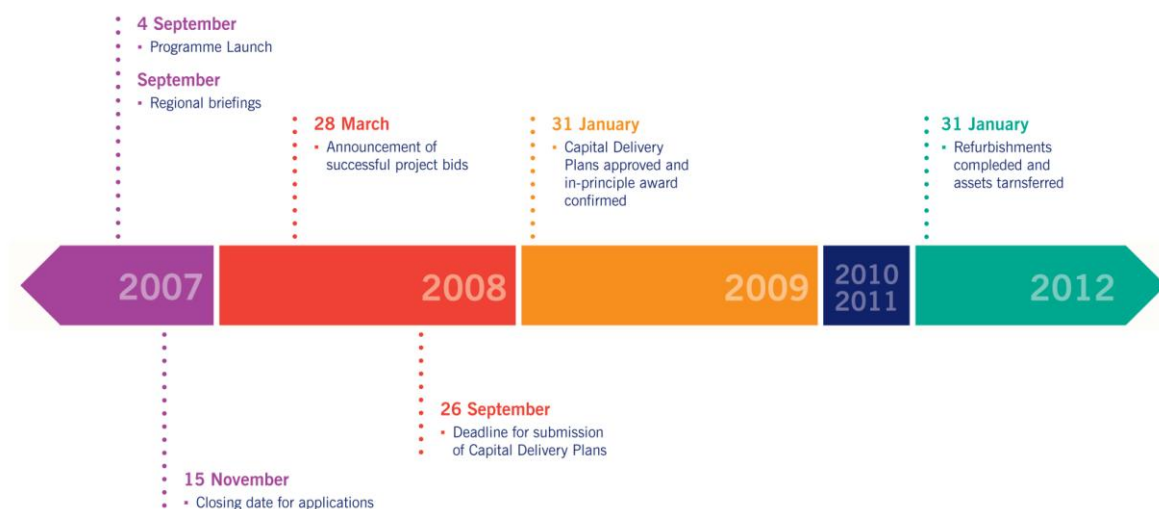 4 September
▪ Programme Launch
September
▪ Regional briefings
28 March
▪ Announcement of
successful project bids
31 January
▪ Capital Delivery
Plans approved and
in-principle award
confirmed
31 January
▪ Refurbishments
compleded and
assets tarnsferred
2007
2008
2009
2010
2011
2012
26 September
▪ Deadline for submission
of Capital Delivery Plans
15 November
▪ Closing date for applications